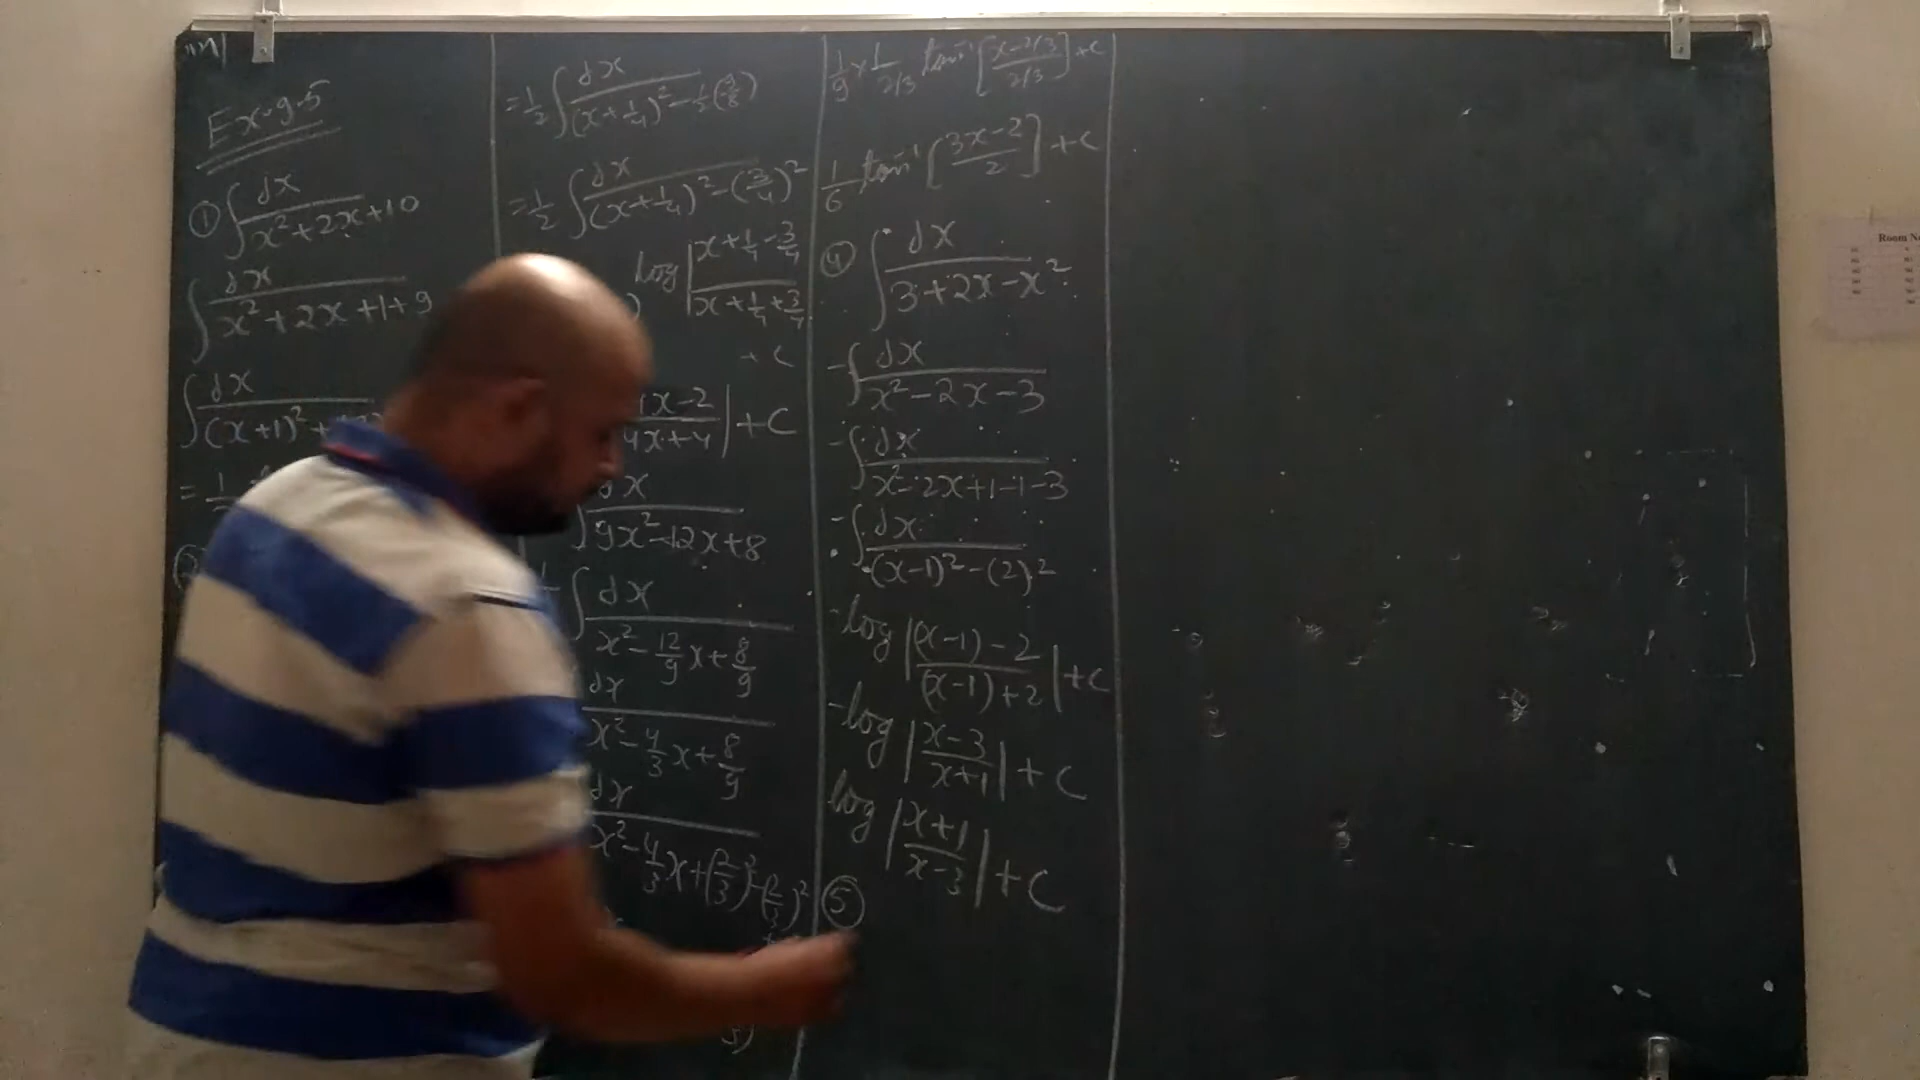 Ex-9.5
① ∫ dx / x²+2x+10
∫ dx / x²+2x+1+9
∫ dx / (x+1)²+
= 1
= 1/2 ∫ dx / (x+1/4)² - 1/2(9/8)
= 1/2 ∫ dx / (x+1/4)² - (3/4)²
log | x+1/4-3/4 / x+1/4+3/4
+ C
x-2 / 4x+4 | + C
dx / 9x²-12x+8
∫ dx / x² - 12/9 x + 8/9
dx / x² - 4/3 x + 8/9
dx / x² - 4/3 x + (2/3)² - (2/3)²
1/9 × 1/2/3 tan⁻¹ [x-2/3 / 2/3] + C
1/6 tan⁻¹ [3x-2 / 2] + C
④ ∫ dx / 3+2x-x²
-∫ dx / x²-2x-3
-∫ dx / x²-2x+1-1-3
-∫ dx / (x-1)²-(2)²
-log | (x-1)-2 / (x-1)+2 | + C
-log | x-3 / x+1 | + C
log | x+1 / x-3 | + C
⑤
Room No